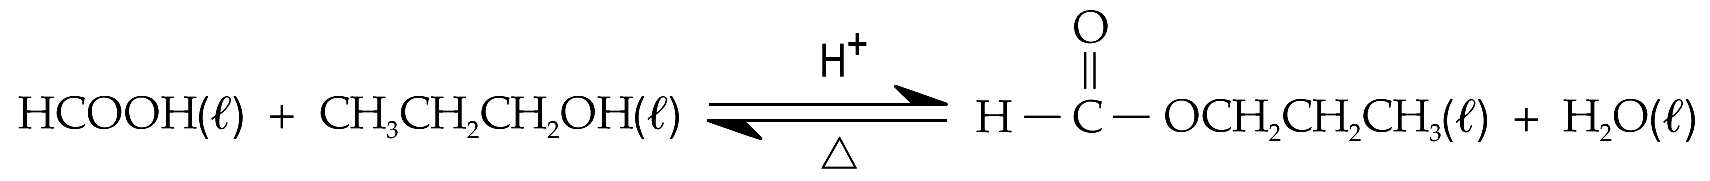 O
H⁺ ||
HCOOH(ℓ) + CH₃CH₂CH₂OH(ℓ) ⇌ H — C — OCH₂CH₂CH₃(ℓ) + H₂O(ℓ)
△